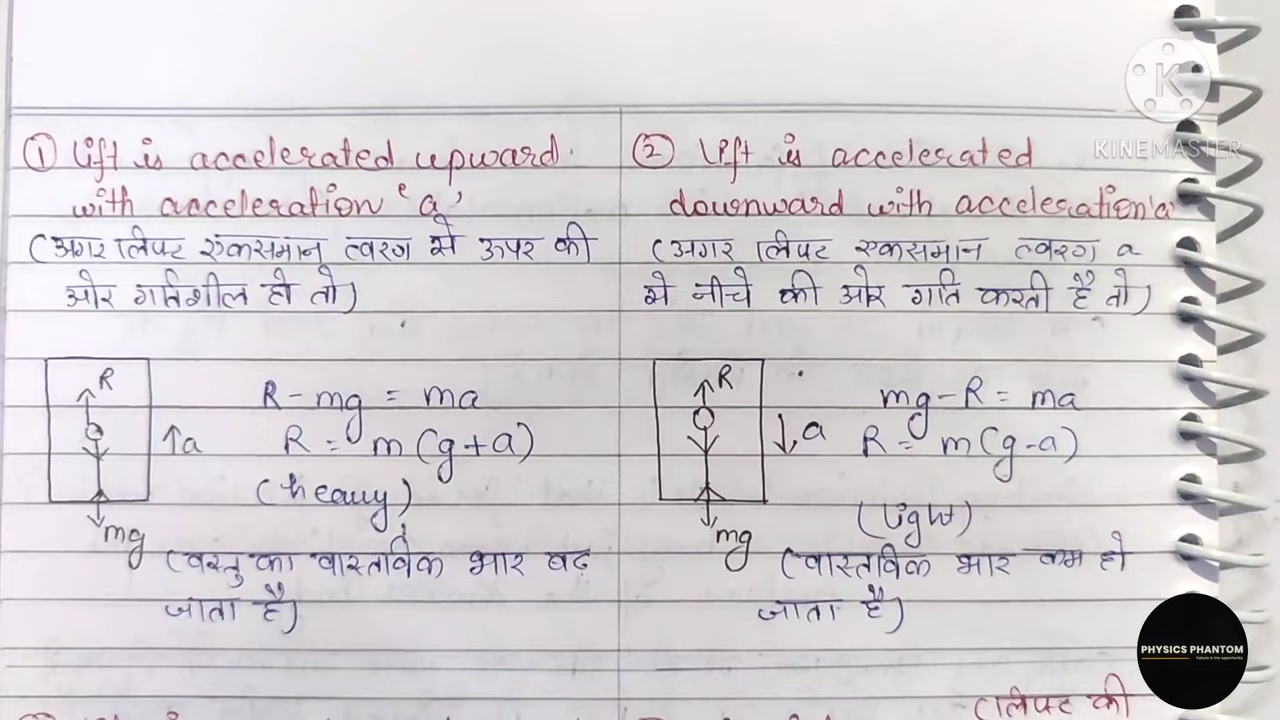 ① Lift is accelerated upward
with acceleration 'a'
(अगर लिफ्ट एकसमान त्वरण से ऊपर की
ओर गतिशील हो तो)
R
↑a
mg
R - mg = ma
R = m(g+a)
(heavy)
(वस्तु का वास्तविक भार बढ़
जाता है)
② Lift is accelerated
downward with acceleration 'a'
(अगर लिफ्ट एकसमान त्वरण a
से नीचे की ओर गति करती है तो)
R
↓a
mg
mg - R = ma
R = m(g-a)
(Light)
(वास्तविक भार कम हो
जाता है)
(लिफ्ट की
K
KINEMASTER
PHYSICS PHANTOM